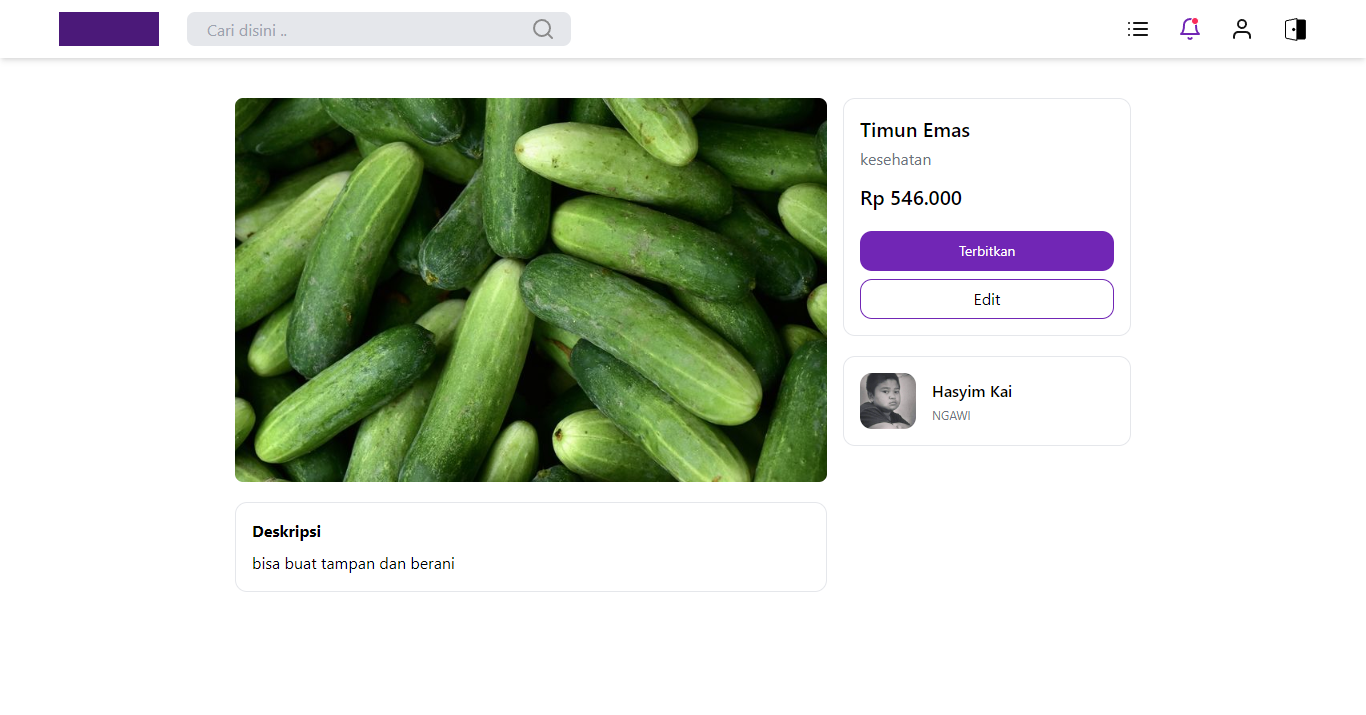 Cari disini ..
Timun Emas
kesehatan
Rp 546.000
Terbitkan
Edit
Hasyim Kai
NGAWI
Deskripsi
bisa buat tampan dan berani